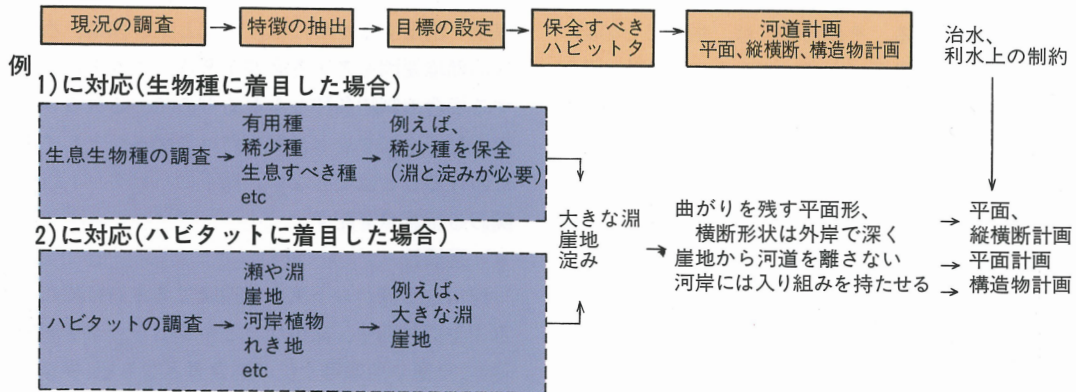 現況の調査
特徴の抽出
目標の設定
保全すべき
ハビットタ
河道計画
平面、縦横断、構造物計画
治水、
利水上の制約
例
1)に対応(生物種に着目した場合)
生息生物種の調査
有用種
稀少種
生息すべき種
etc
例えば、
稀少種を保全
(淵と淀みが必要)
2)に対応(ハビタットに着目した場合)
ハビタットの調査
瀬や淵
崖地
河岸植物
れき地
etc
例えば、
大きな淵
崖地
大きな淵
崖地
淀み
曲がりを残す平面形、
横断形状は外岸で深く
崖地から河道を離さない
河岸には入り組みを持たせる
平面、
縦横断計画
平面計画
構造物計画